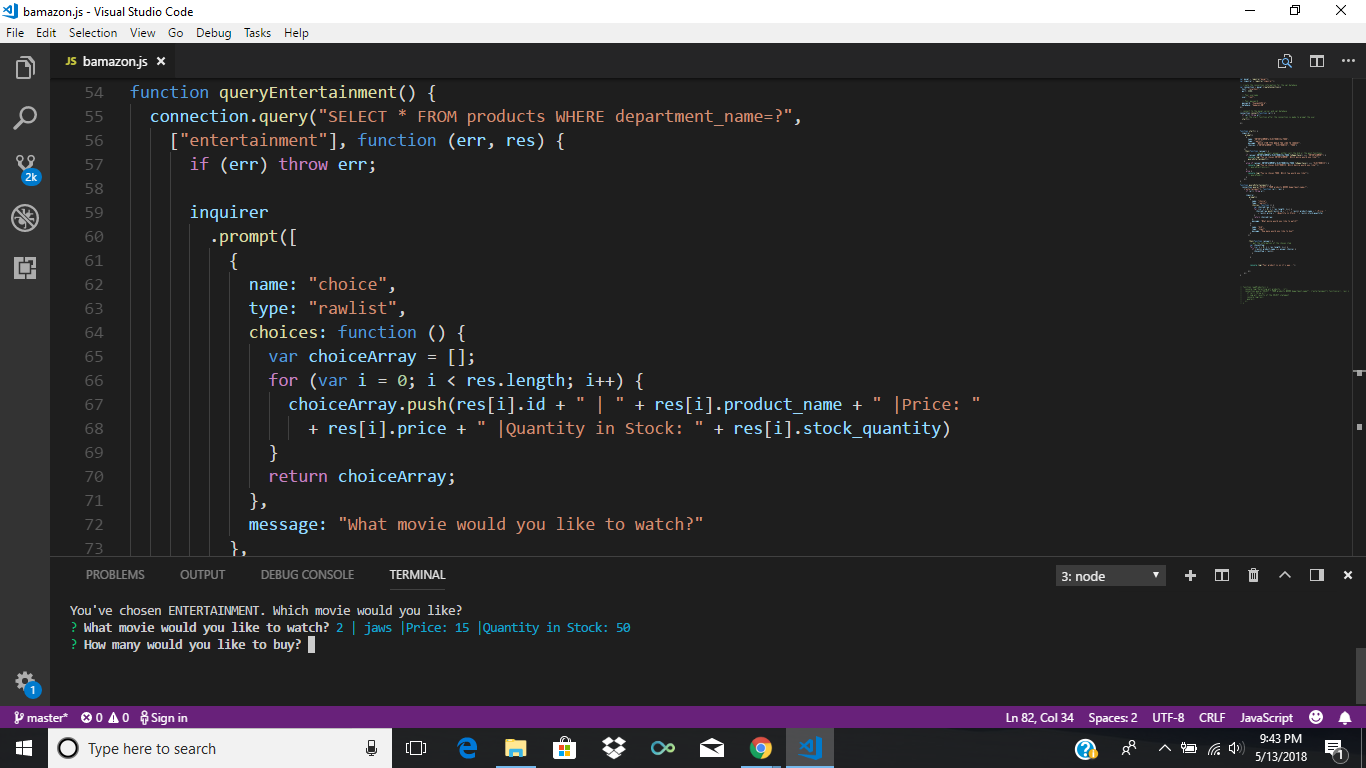 bamazon.js - Visual Studio Code
File Edit Selection View Go Debug Tasks Help
JS bamazon.js
54 function queryEntertainment() {
55 connection.query("SELECT * FROM products WHERE department_name=?",
56 ["entertainment"], function (err, res) {
57 if (err) throw err;
58
59 inquirer
60 .prompt([
61 {
62 name: "choice",
63 type: "rawlist",
64 choices: function () {
65 var choiceArray = [];
66 for (var i = 0; i < res.length; i++) {
67 choiceArray.push(res[i].id + " | " + res[i].product_name + " |Price: "
68 + res[i].price + " |Quantity in Stock: " + res[i].stock_quantity)
69 }
70 return choiceArray;
71 },
72 message: "What movie would you like to watch?"
73 },
2k
PROBLEMS OUTPUT DEBUG CONSOLE TERMINAL 3: node
You've chosen ENTERTAINMENT. Which movie would you like?
? What movie would you like to watch? 2 | jaws |Price: 15 |Quantity in Stock: 50
? How many would you like to buy?
1
master* 0 0 Sign in Ln 82, Col 34 Spaces: 2 UTF-8 CRLF JavaScript
Type here to search 9:43 PM
5/13/2018 1